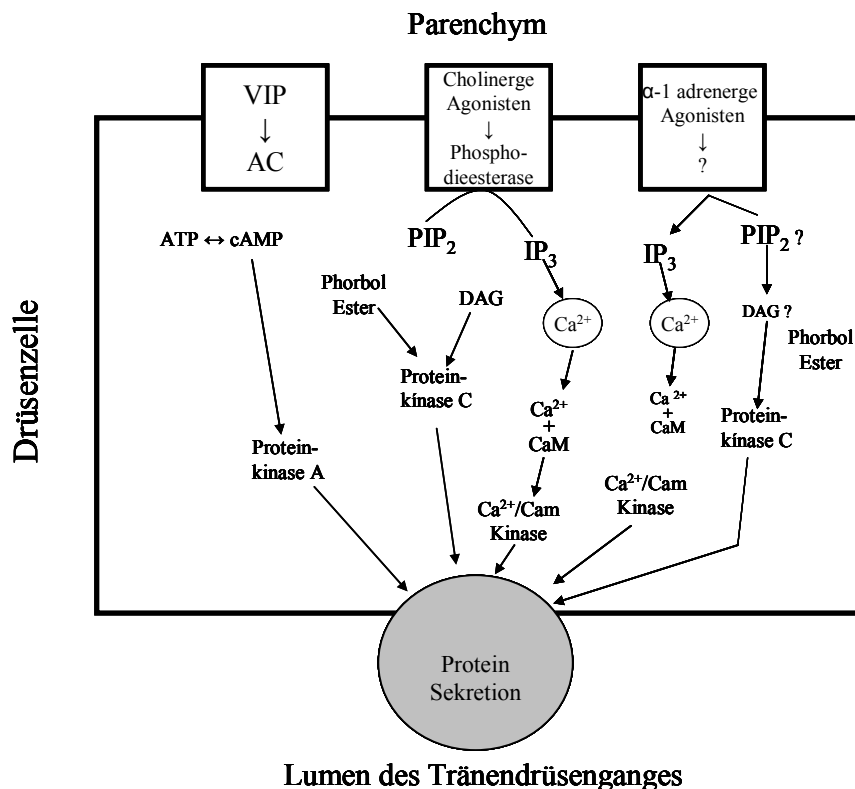 Parenchym
VIP
↓
AC
Cholinerge
Agonisten
↓
Phospho-
dieesterase
α-1 adrenerge
Agonisten
↓
?
ATP ↔ cAMP
PIP₂
IP₃
IP₃
PIP₂ ?
Phorbol
Ester
DAG
Ca²⁺
Ca²⁺
DAG ?
Phorbol
Ester
Protein-
kínase C
Ca²⁺
+
CaM
Ca ²⁺
+
CaM
Protein-
kínase C
Protein-
kinase A
Ca²⁺/Cam
Kinase
Ca²⁺/Cam
Kinase
Drüsenzelle
Protein
Sekretion
Lumen des Tränendrüsenganges